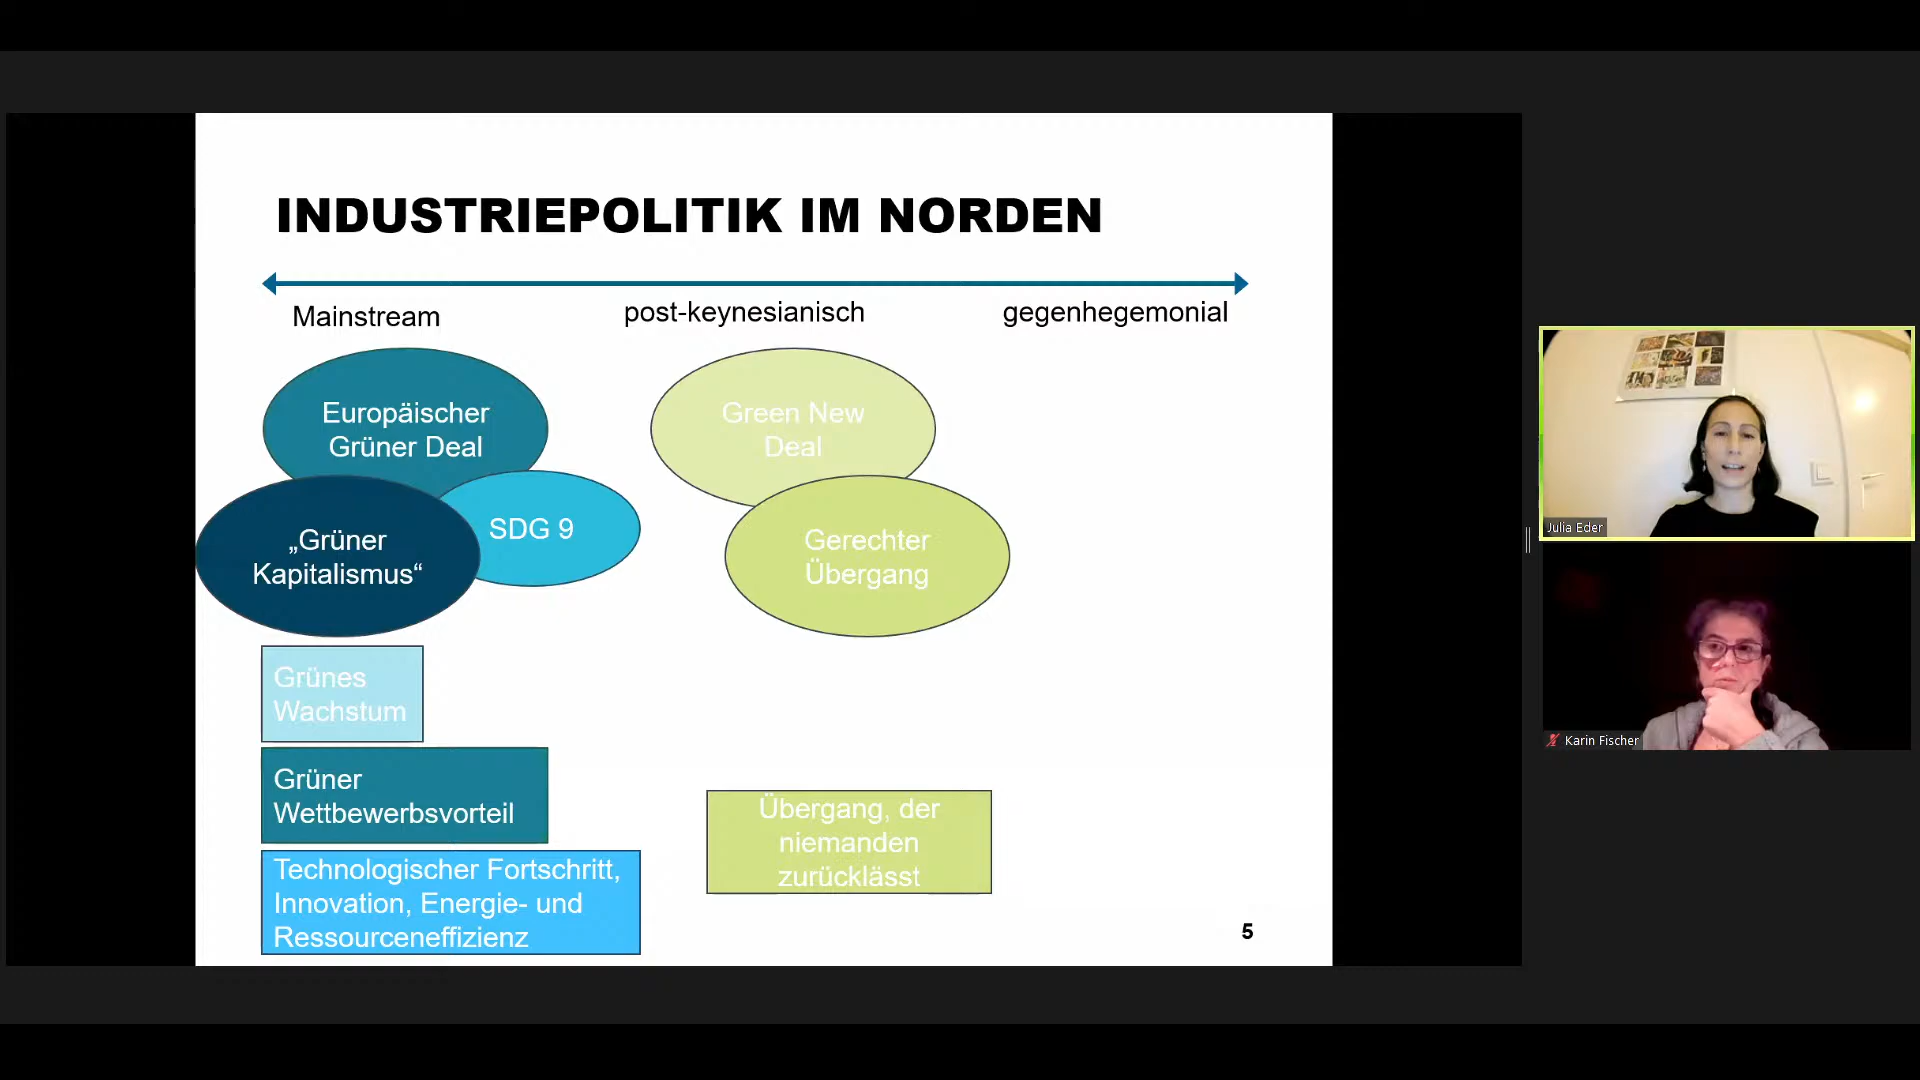 INDUSTRIEPOLITIK IM NORDEN
Mainstream
post-keynesianisch
gegenhegemonial
Europäischer
Grüner Deal
SDG 9
„Grüner
Kapitalismus“
Green New
Deal
Gerechter
Übergang
Grünes
Wachstum
Grüner
Wettbewerbsvorteil
Technologischer Fortschritt,
Innovation, Energie- und
Ressourceneffizienz
Übergang, der
niemanden
zurücklässt
5
Julia Eder
Karin Fischer